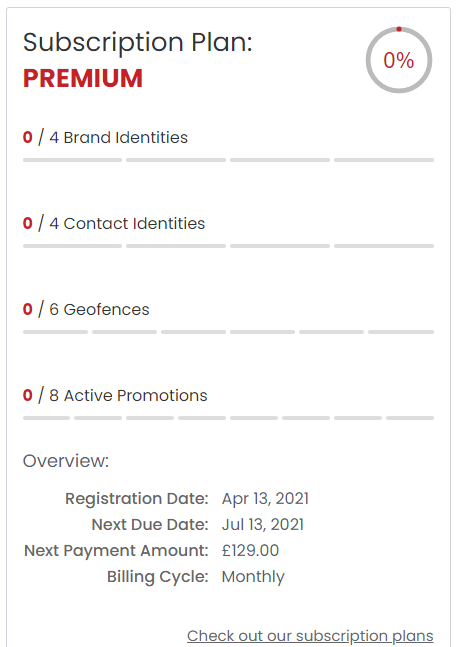 Subscription Plan:
PREMIUM
0%
0 / 4 Brand Identities
0 / 4 Contact Identities
0 / 6 Geofences
0 / 8 Active Promotions
Overview:
Registration Date: Apr 13, 2021
Next Due Date: Jul 13, 2021
Next Payment Amount: £129.00
Billing Cycle: Monthly
Check out our subscription plans